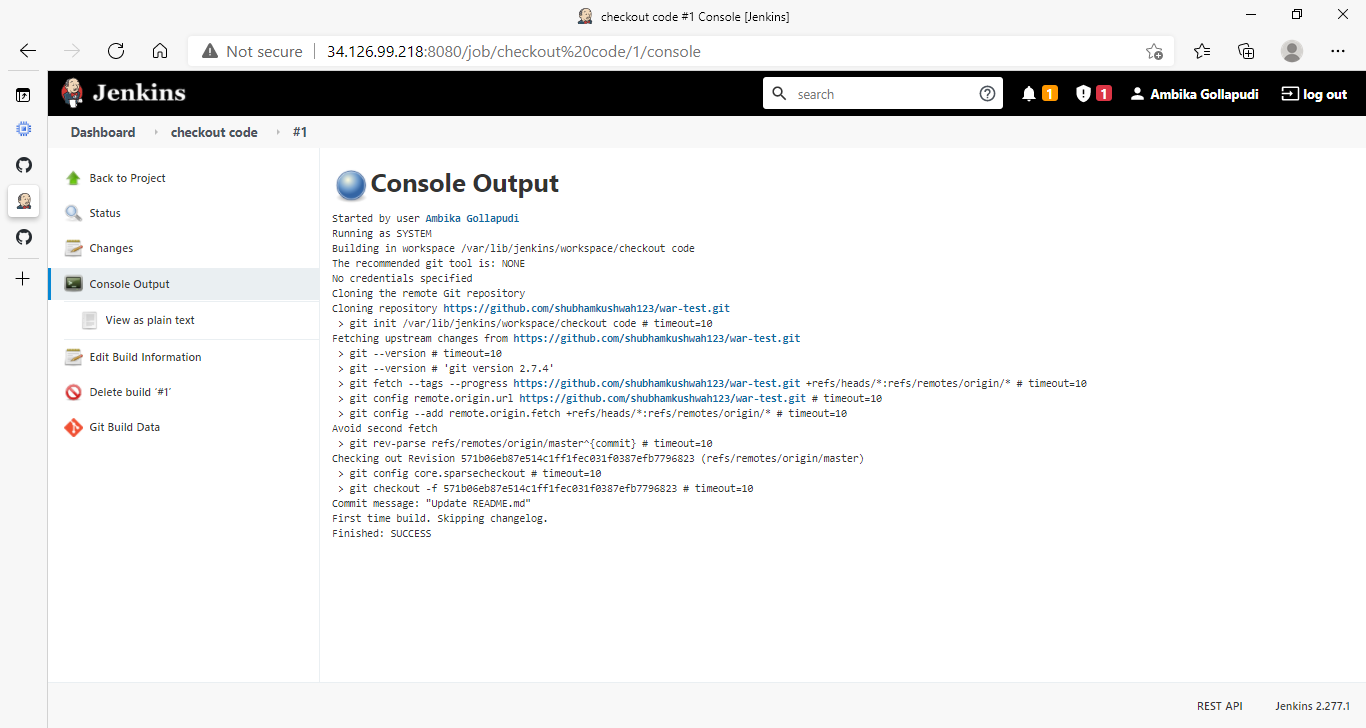 checkout code #1 Console [Jenkins]
Not secure 34.126.99.218:8080/job/checkout%20code/1/console
Jenkins search 1 1 Ambika Gollapudi log out
Dashboard checkout code #1
Back to Project
Status
Changes
Console Output
View as plain text
Edit Build Information
Delete build ‘#1’
Git Build Data
Console Output
Started by user Ambika Gollapudi
Running as SYSTEM
Building in workspace /var/lib/jenkins/workspace/checkout code
The recommended git tool is: NONE
No credentials specified
Cloning the remote Git repository
Cloning repository https://github.com/shubhamkushwah123/war-test.git
> git init /var/lib/jenkins/workspace/checkout code # timeout=10
Fetching upstream changes from https://github.com/shubhamkushwah123/war-test.git
> git --version # timeout=10
> git --version # 'git version 2.7.4'
> git fetch --tags --progress https://github.com/shubhamkushwah123/war-test.git +refs/heads/*:refs/remotes/origin/* # timeout=10
> git config remote.origin.url https://github.com/shubhamkushwah123/war-test.git # timeout=10
> git config --add remote.origin.fetch +refs/heads/*:refs/remotes/origin/* # timeout=10
Avoid second fetch
> git rev-parse refs/remotes/origin/master^{commit} # timeout=10
Checking out Revision 571b06eb87e514c1ff1fec031f0387efb7796823 (refs/remotes/origin/master)
> git config core.sparsecheckout # timeout=10
> git checkout -f 571b06eb87e514c1ff1fec031f0387efb7796823 # timeout=10
Commit message: "Update README.md"
First time build. Skipping changelog.
Finished: SUCCESS
REST API Jenkins 2.277.1